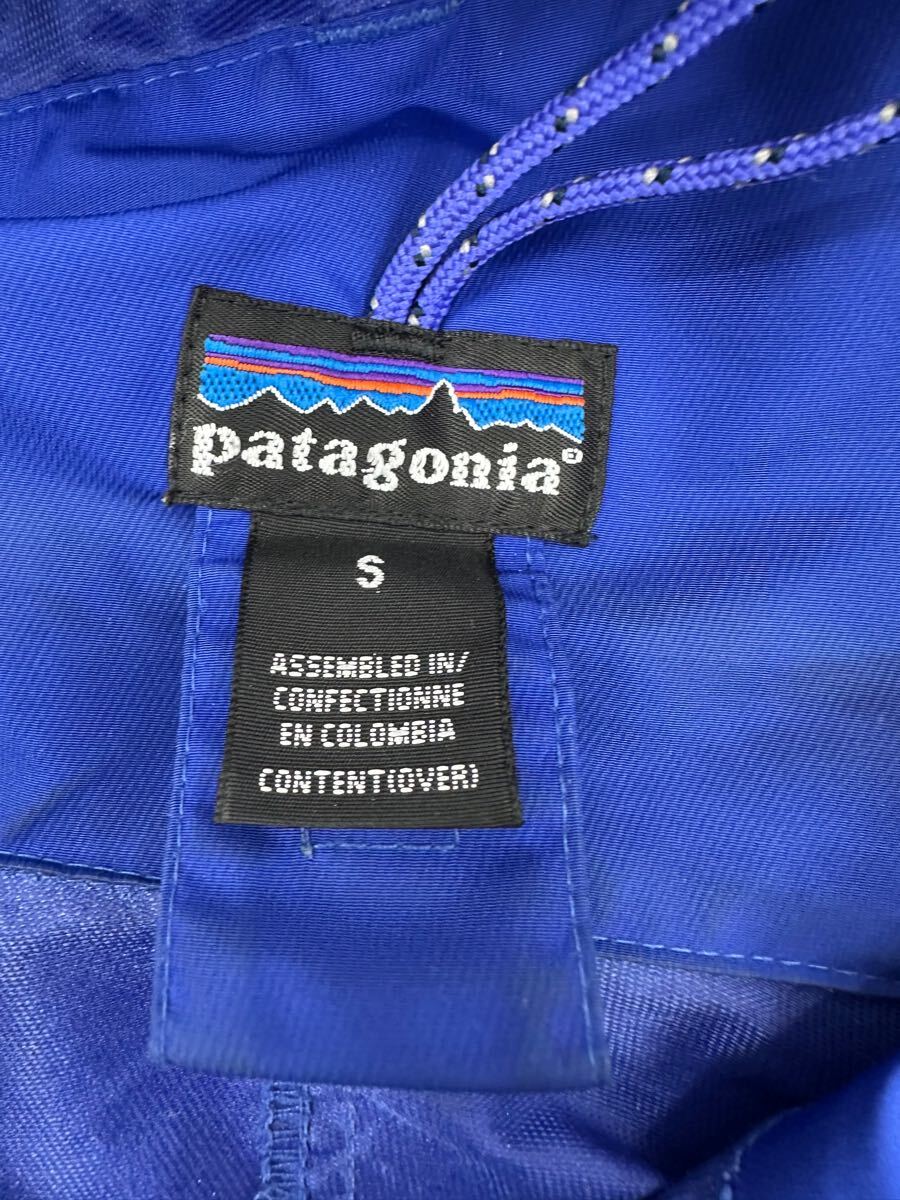 patagonia®
S
ASSEMBLED IN/
CONFECTIONNE
EN COLOMBIA
CONTENT(OVER)